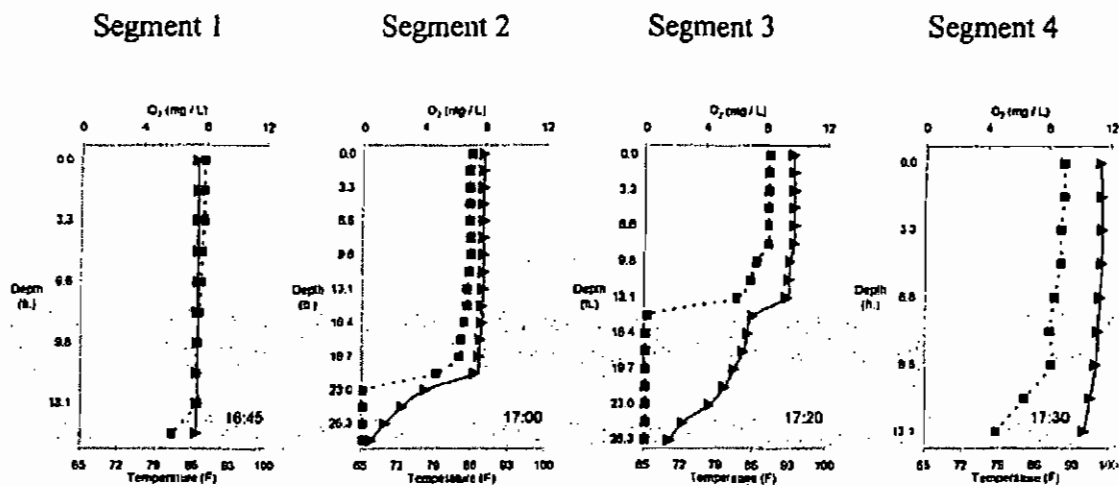 Segment 1 Segment 2 Segment 3 Segment 4
O2 (mg / L) O2 (mg / L) O2 (mg / L) O2 (mg / L)
0 4 8 12 0 4 8 12 0 4 8 12 0 4 8 12
0.0
3.3
6.6
Depth
(ft.)
9.8
13.1
16:45
65 72 79 86 93 100
Temperature (F)
0.0
3.3
6.6
9.8
Depth
(ft.)
13.1
16.4
19.7
23.0
26.3
17:00
65 72 79 86 93 100
Temperature (F)
0.0
3.3
6.6
9.8
Depth
(ft.)
13.1
16.4
19.7
23.0
26.3
17:20
65 72 79 86 93 100
Temperature (F)
0.0
3.3
Depth
(ft.)
6.6
17:30
65 72 79 86 93
Temperature (F)